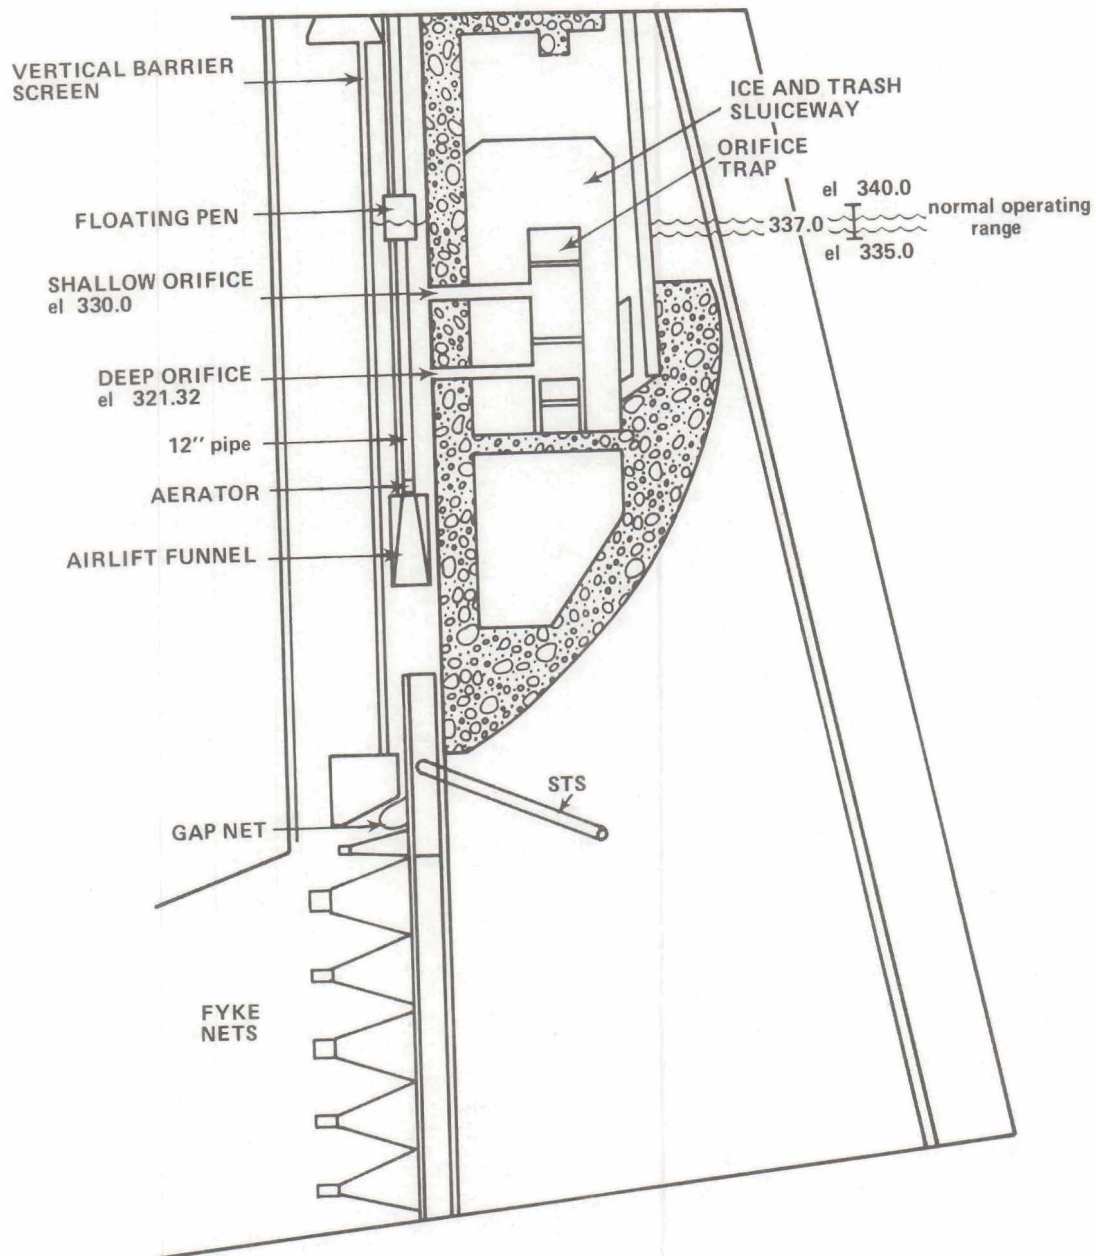 VERTICAL BARRIER
SCREEN
ICE AND TRASH
SLUICEWAY
ORIFICE
TRAP
FLOATING PEN
el 340.0
337.0
normal operating
range
el 335.0
SHALLOW ORIFICE
el 330.0
DEEP ORIFICE
el 321.32
12" pipe
AERATOR
AIRLIFT FUNNEL
STS
GAP NET
FYKE
NETS